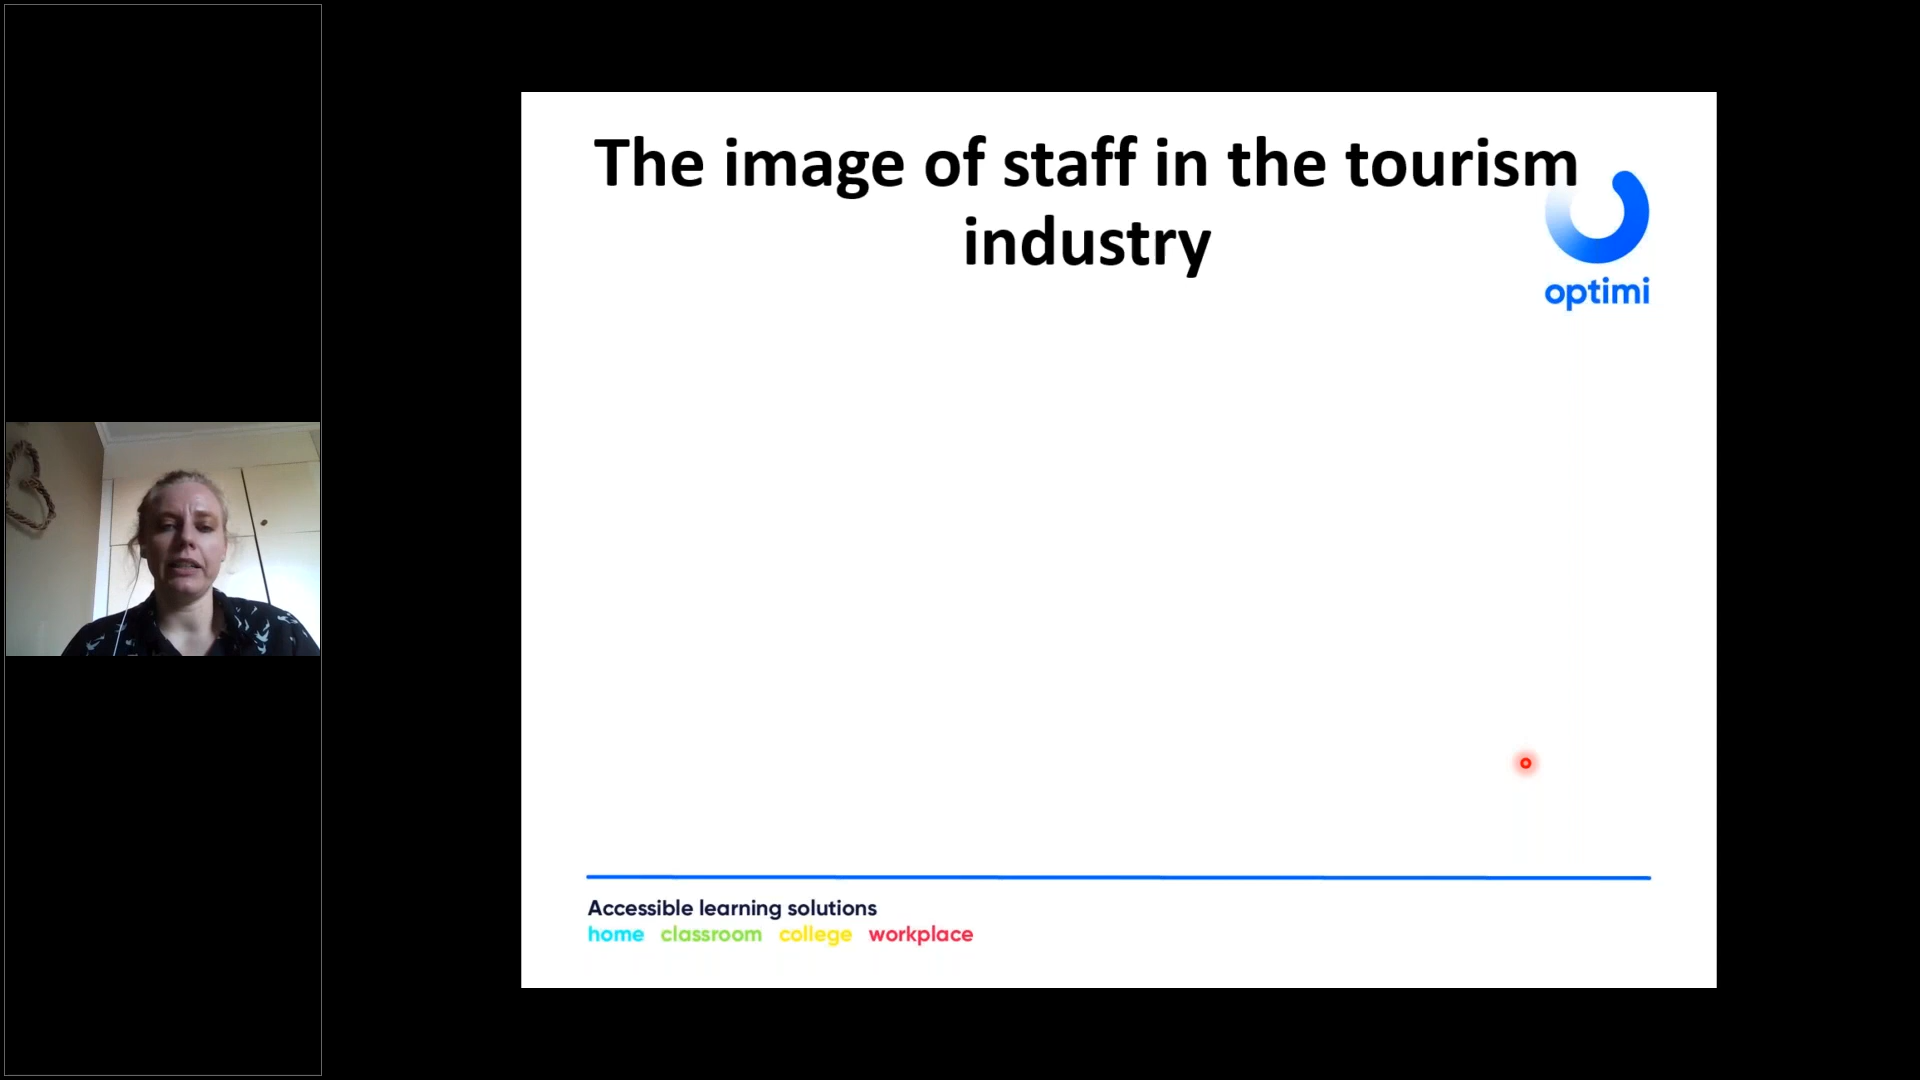 The image of staff in the tourism
industry
optimi
Accessible learning solutions
home classroom college workplace